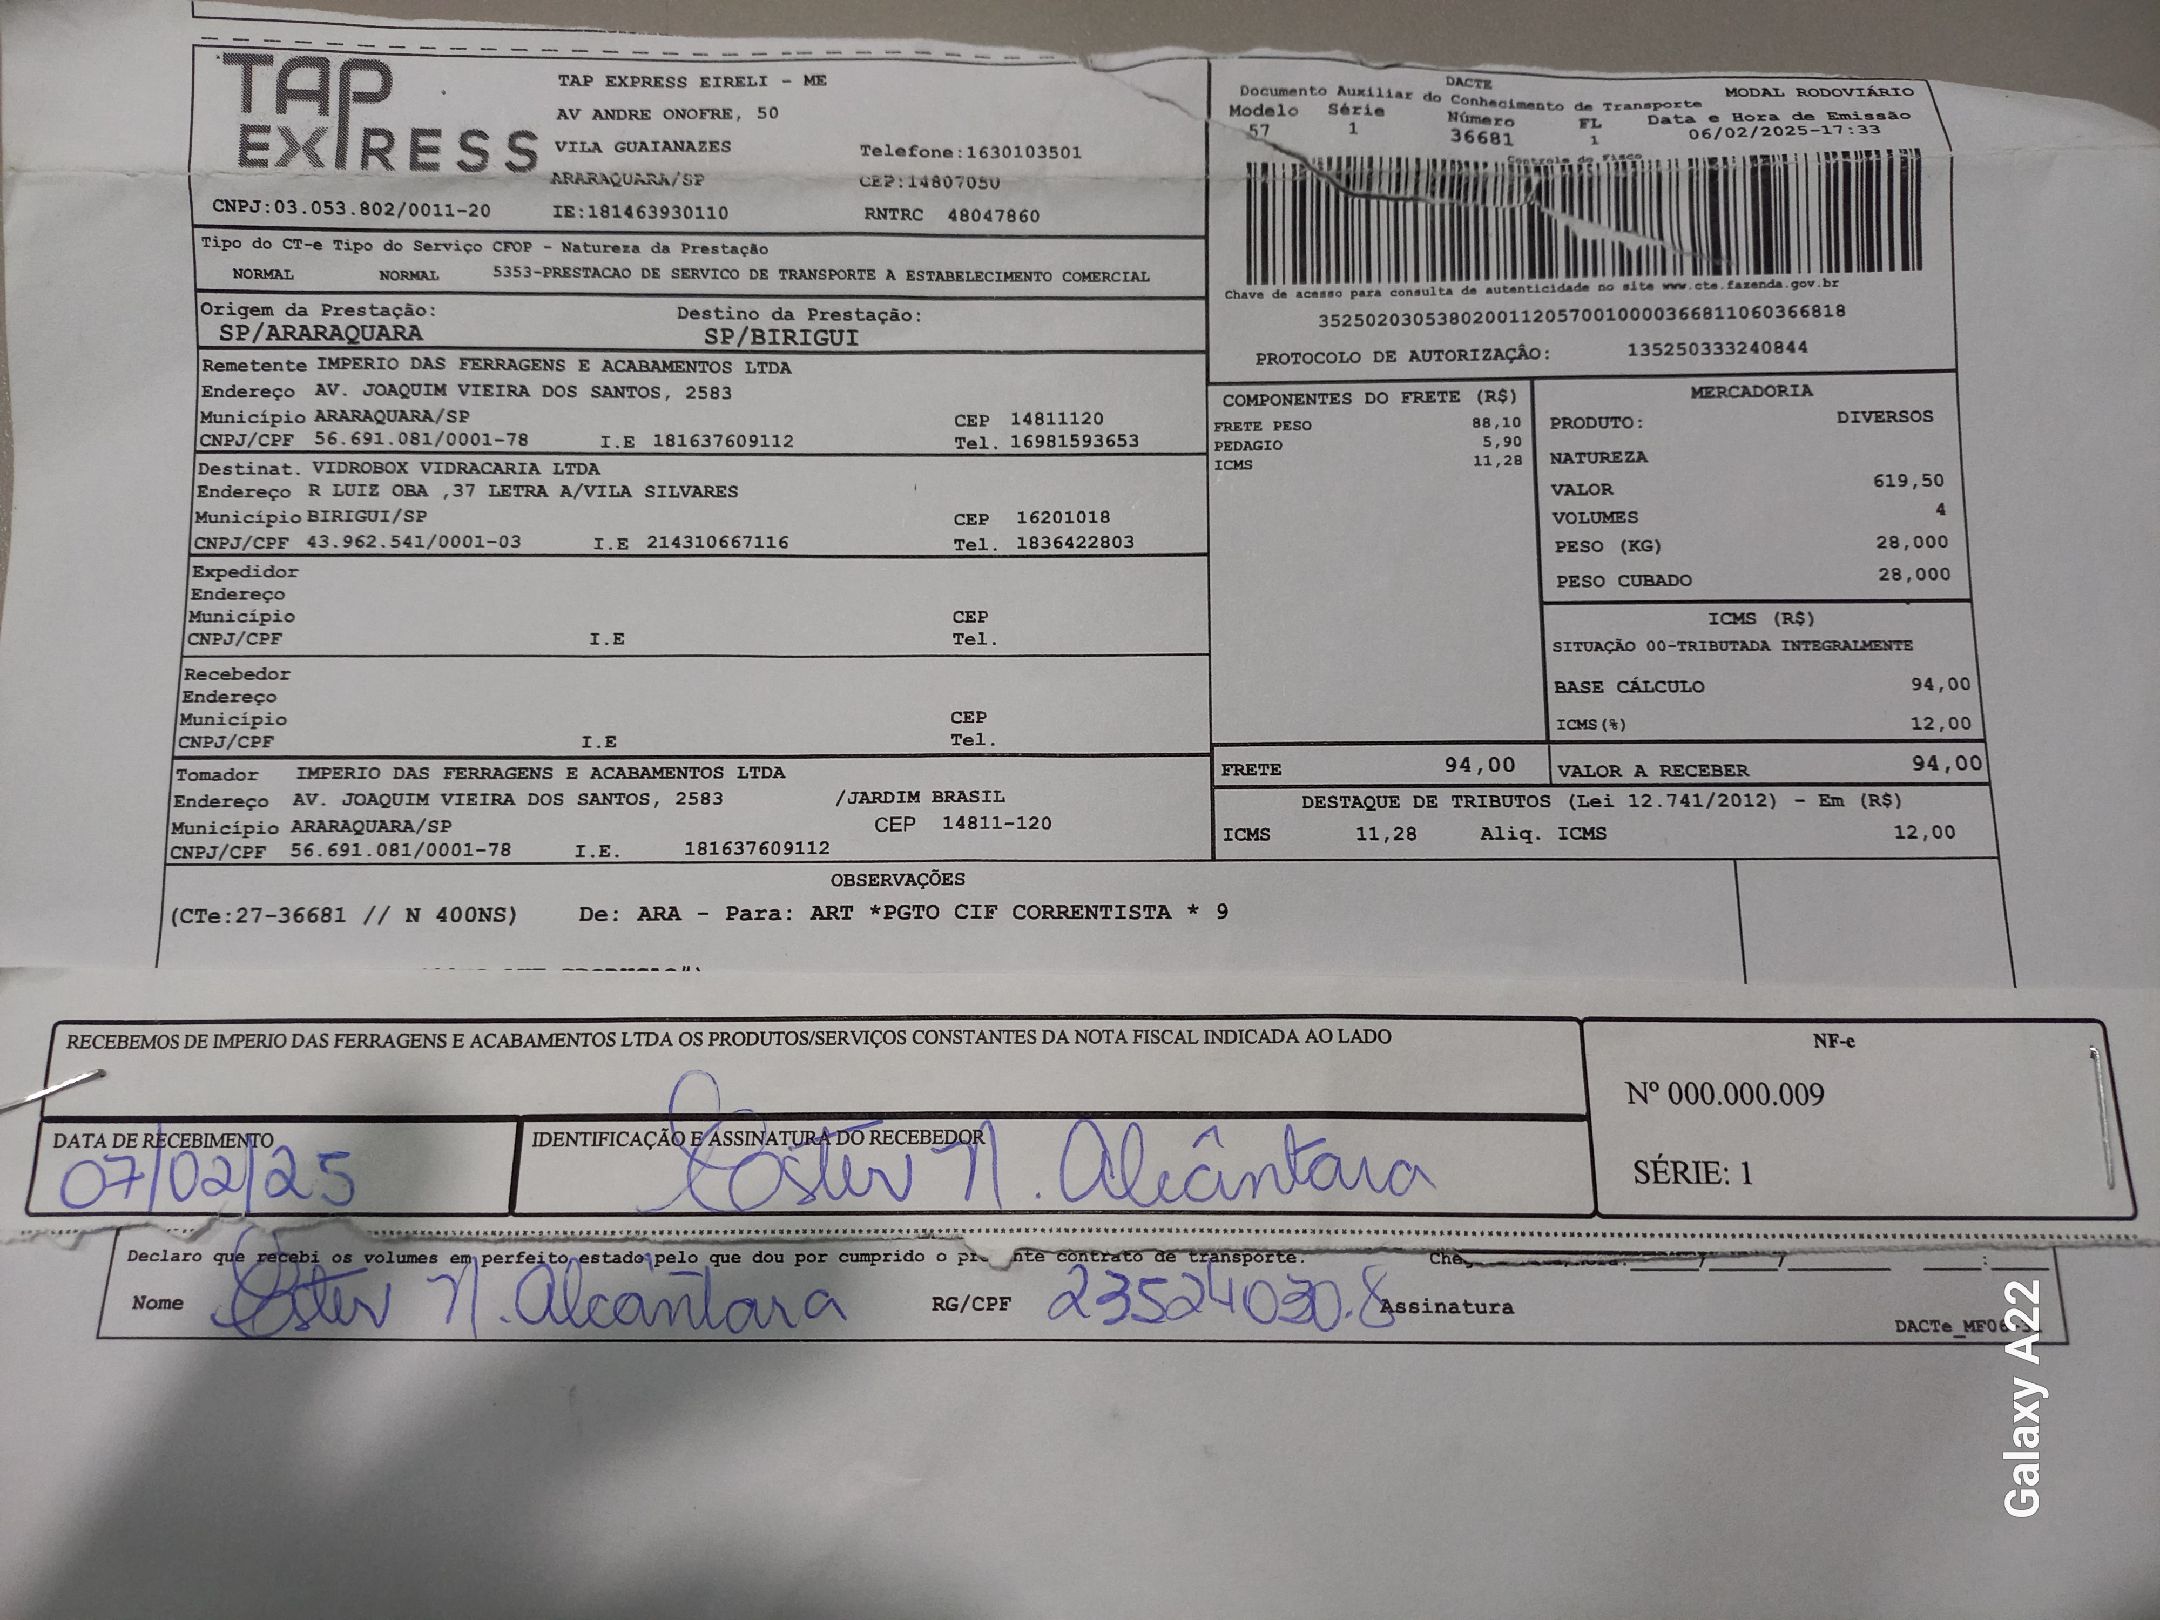 TAP EXPRESS
TAP EXPRESS EIRELI - ME
AV ANDRE ONOFRE, 50
VILA GUAIANAZES Telefone:1630103501
ARARAQUARA/SP CEP:14807050
CNPJ:03.053.802/0011-20 IE:181463930110 RNTRC 48047860
DACTE
Documento Auxiliar do Conhecimento de Transporte MODAL RODOVIÁRIO
Modelo Série Número FL Data e Hora de Emissão
57 1 36681 1 06/02/2025-17:33
Controle do Fisco
Chave de acesso para consulta de autenticidade no site www.cte.fazenda.gov.br
35250203053802001120570010000366811060366818
PROTOCOLO DE AUTORIZAÇÃO: 135250333240844
Tipo do CT-e Tipo do Serviço CFOP - Natureza da Prestação
NORMAL NORMAL 5353-PRESTACAO DE SERVICO DE TRANSPORTE A ESTABELECIMENTO COMERCIAL
Origem da Prestação: Destino da Prestação:
SP/ARARAQUARA SP/BIRIGUI
Remetente IMPERIO DAS FERRAGENS E ACABAMENTOS LTDA
Endereço AV. JOAQUIM VIEIRA DOS SANTOS, 2583
Município ARARAQUARA/SP CEP 14811120
CNPJ/CPF 56.691.081/0001-78 I.E 181637609112 Tel. 16981593653
Destinat. VIDROBOX VIDRACARIA LTDA
Endereço R LUIZ OBA ,37 LETRA A/VILA SILVARES
Município BIRIGUI/SP CEP 16201018
CNPJ/CPF 43.962.541/0001-03 I.E 214310667116 Tel. 1836422803
Expedidor
Endereço
Município CEP
CNPJ/CPF I.E Tel.
Recebedor
Endereço
Município CEP
CNPJ/CPF I.E Tel.
Tomador IMPERIO DAS FERRAGENS E ACABAMENTOS LTDA
Endereço AV. JOAQUIM VIEIRA DOS SANTOS, 2583 /JARDIM BRASIL
Município ARARAQUARA/SP CEP 14811-120
CNPJ/CPF 56.691.081/0001-78 I.E. 181637609112
COMPONENTES DO FRETE (R$)
FRETE PESO 88,10
PEDAGIO 5,90
ICMS 11,28
MERCADORIA
PRODUTO: DIVERSOS
NATUREZA
VALOR 619,50
VOLUMES 4
PESO (KG) 28,000
PESO CUBADO 28,000
ICMS (R$)
SITUAÇÃO 00-TRIBUTADA INTEGRALMENTE
BASE CÁLCULO 94,00
ICMS(%) 12,00
FRETE 94,00 VALOR A RECEBER 94,00
DESTAQUE DE TRIBUTOS (Lei 12.741/2012) - Em (R$)
ICMS 11,28 Aliq. ICMS 12,00
OBSERVAÇÕES
(CTe:27-36681 // N 400NS) De: ARA - Para: ART *PGTO CIF CORRENTISTA * 9
RECEBEMOS DE IMPERIO DAS FERRAGENS E ACABAMENTOS LTDA OS PRODUTOS/SERVIÇOS CONSTANTES DA NOTA FISCAL INDICADA AO LADO
NF-e
Nº 000.000.009
SÉRIE: 1
DATA DE RECEBIMENTO IDENTIFICAÇÃO E ASSINATURA DO RECEBEDOR
07/02/25 Ester N. Alcântara
Declaro que recebi os volumes em perfeito estado pelo que dou por cumprido o contrato de transporte.
Nome Ester N. Alcântara RG/CPF 23524030.8 Assinatura
Galaxy A22